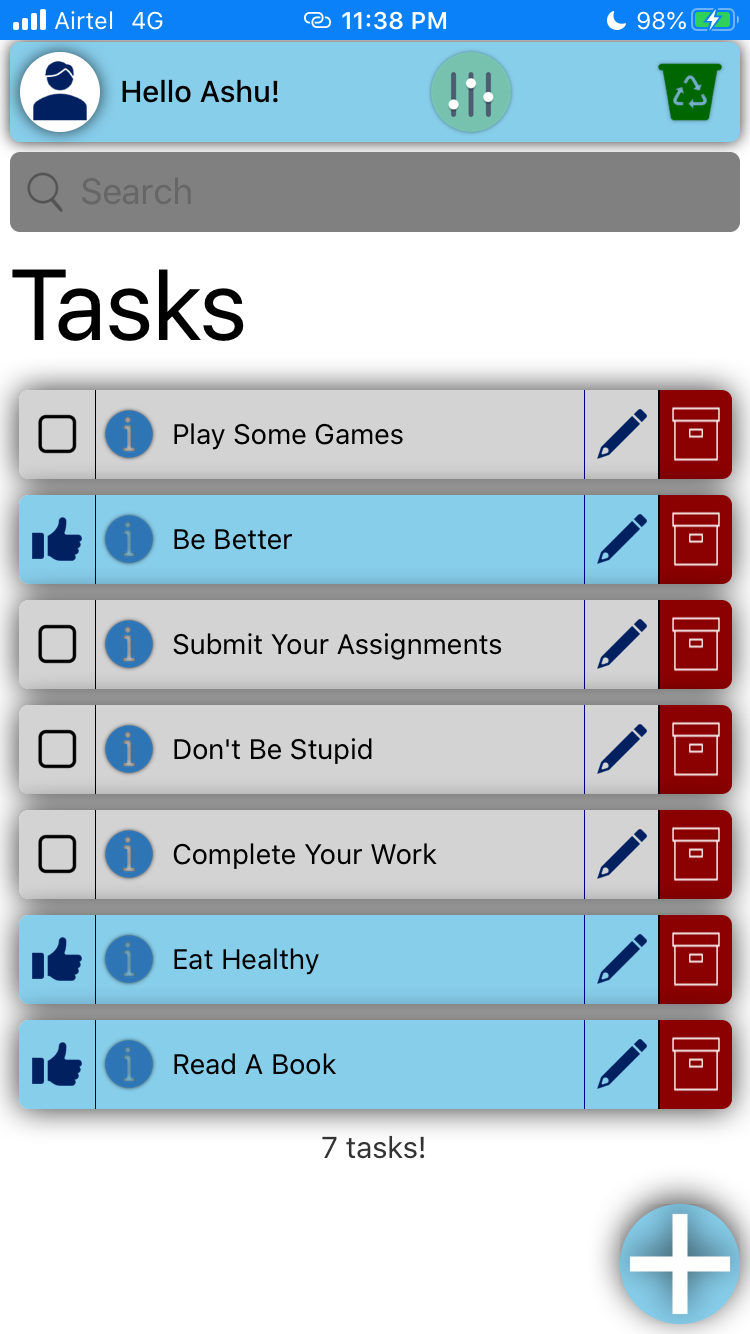 Airtel 4G 11:38 PM 98%
Hello Ashu!
Search
Tasks
Play Some Games
Be Better
Submit Your Assignments
Don't Be Stupid
Complete Your Work
Eat Healthy
Read A Book
7 tasks!